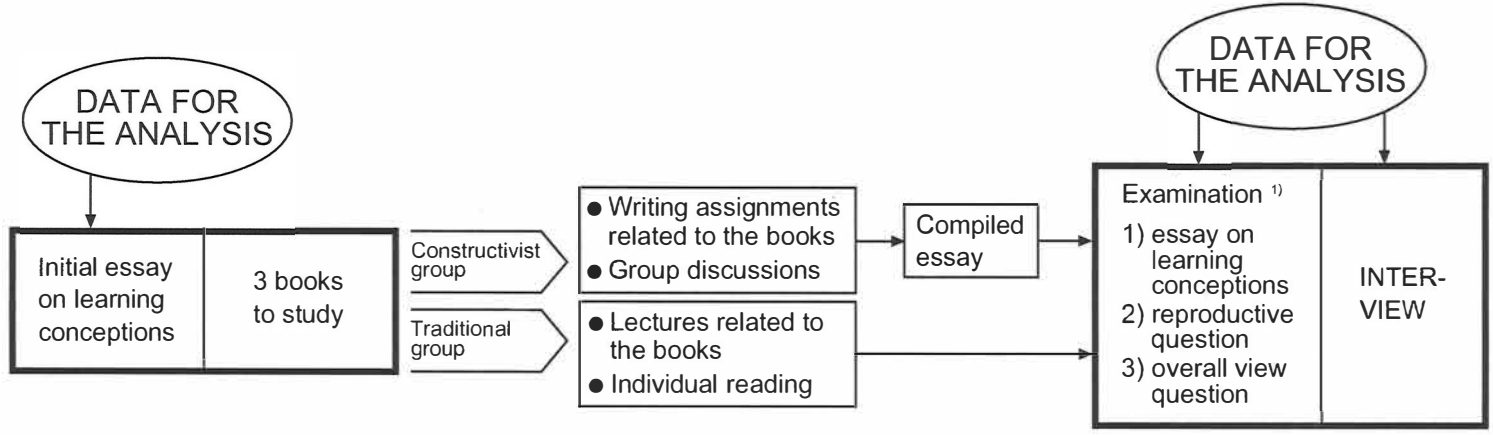 DATA FOR
THE ANALYSIS
Initial essay
on learning
conceptions
3 books
to study
Constructivist
group
Traditional
group
● Writing assignments
related to the books
● Group discussions
● Lectures related to
the books
● Individual reading
Compiled
essay
DATA FOR
THE ANALYSIS
Examination 1)
1) essay on
learning
conceptions
2) reproductive
question
3) overall view
question
INTER-
VIEW